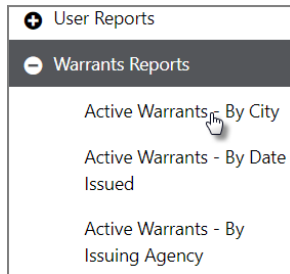 User Reports
Warrants Reports
Active Warrants - By City
Active Warrants - By Date
Issued
Active Warrants - By
Issuing Agency